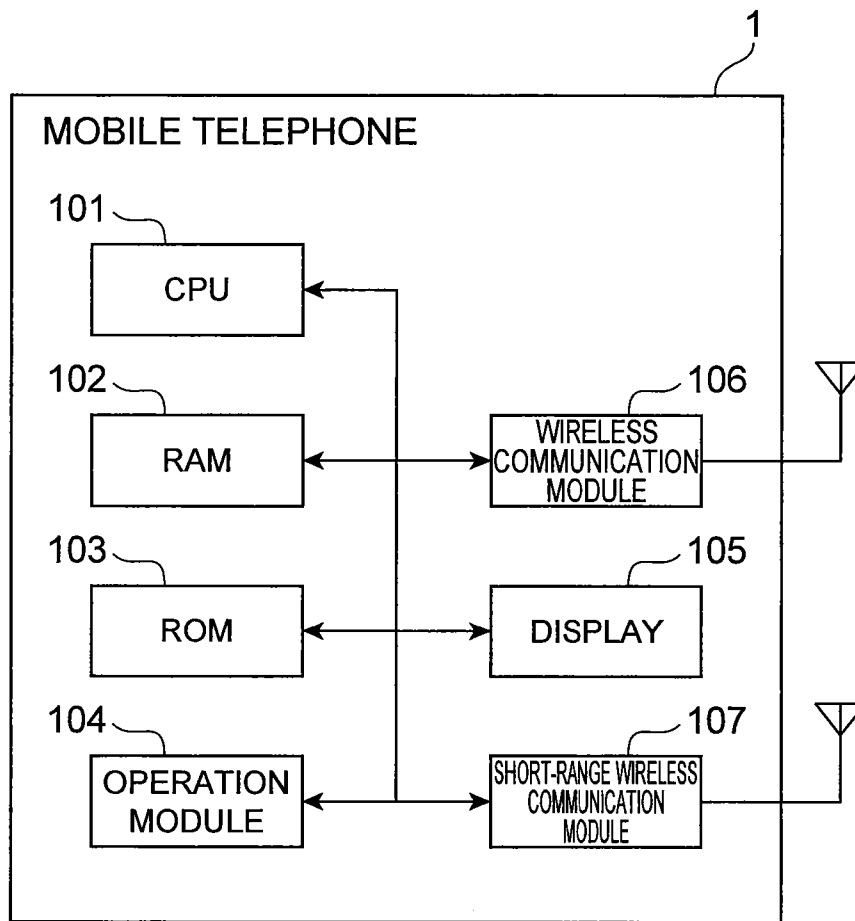 1
MOBILE TELEPHONE
101
CPU
102
RAM
106
WIRELESS
COMMUNICATION
MODULE
103
ROM
105
DISPLAY
104
OPERATION
MODULE
107
SHORT-RANGE WIRELESS
COMMUNICATION
MODULE